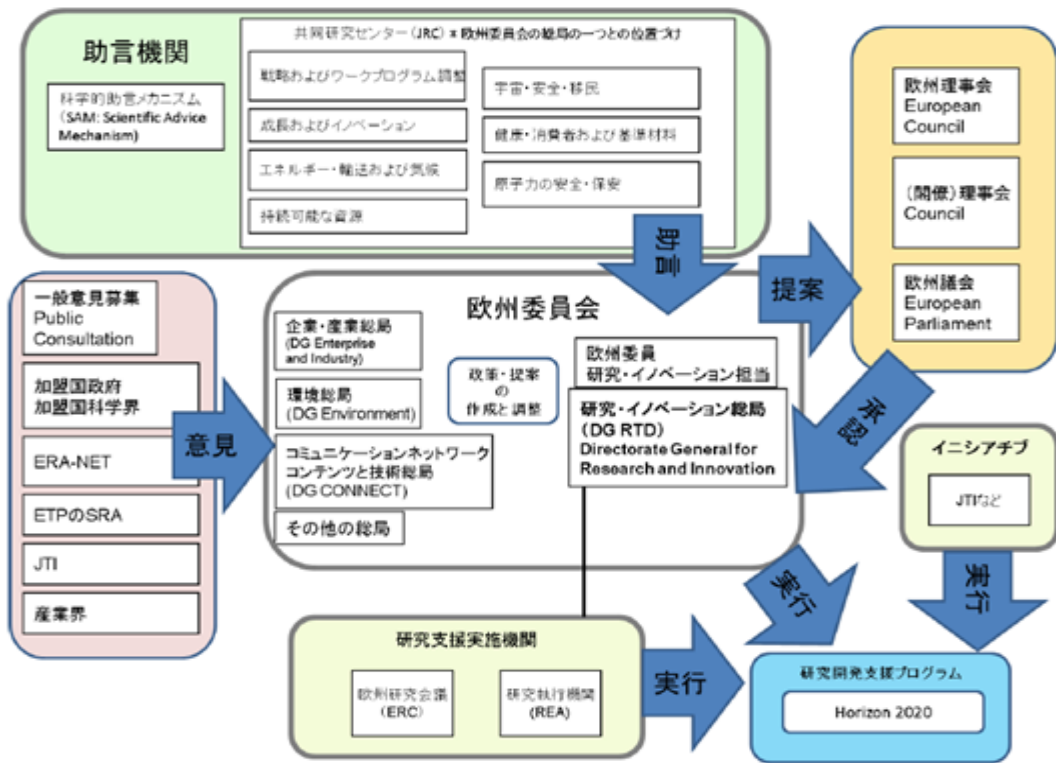 助言機関
科学的助言メカニズム
(SAM: Scientific Advice
Mechanism)
共同研究センター(JRC) * 欧州委員会の総局の一つとの位置づけ
戦略およびワークプログラム調整
成長およびイノベーション
エネルギー・輸送および気候
持続可能な資源
宇宙・安全・移民
健康・消費者および基準材料
原子力の安全・保安
助言
提案
欧州理事会
European
Council
(閣僚)理事会
Council
欧州議会
European
Parliament
承認
一般意見募集
Public
Consultation
加盟国政府
加盟国科学界
ERA-NET
ETPのSRA
JTI
産業界
意見
欧州委員会
企業・産業総局
(DG Enterprise
and Industry)
環境総局
(DG Environment)
コミュニケーションネットワーク
コンテンツと技術総局
(DG CONNECT)
その他の総局
政策・提案
の
作成と調整
欧州委員
研究・イノベーション担当
研究・イノベーション総局
(DG RTD)
Directorate General for
Research and Innovation
イニシアチブ
JTIなど
実行
実行
研究支援実施機関
欧州研究会議
(ERC)
研究執行機関
(REA)
実行
研究開発支援プログラム
Horizon 2020